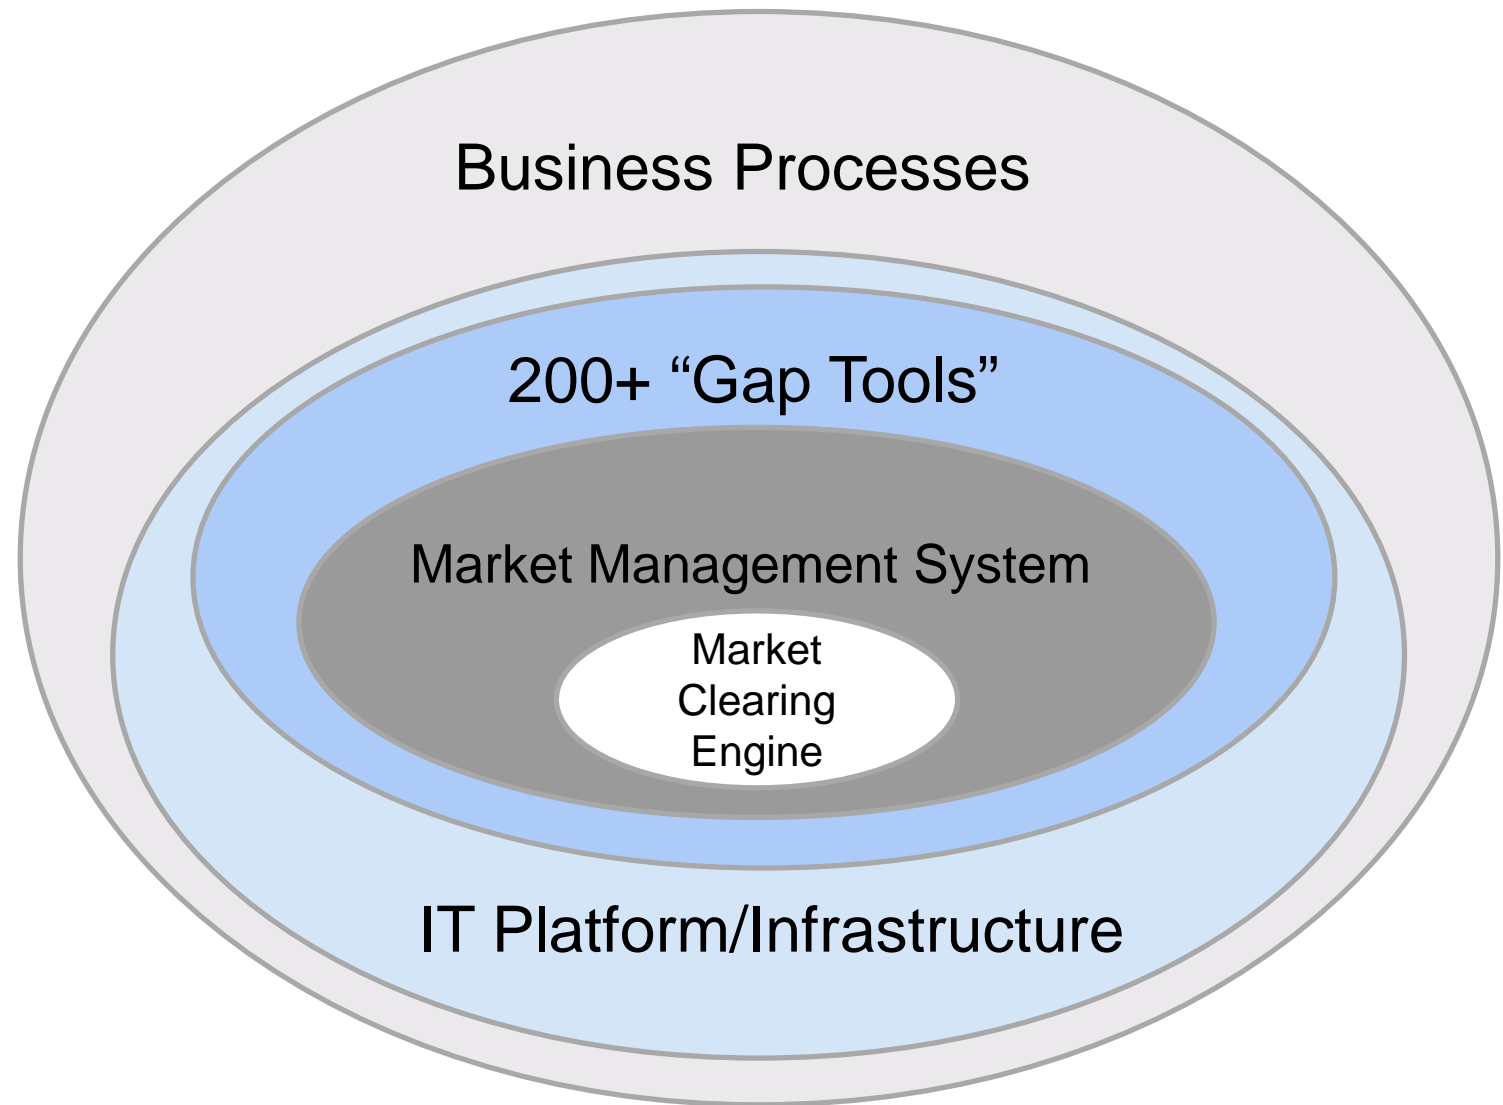 Business Processes
200+ “Gap Tools”
Market Management System
Market
Clearing
Engine
IT Platform/Infrastructure